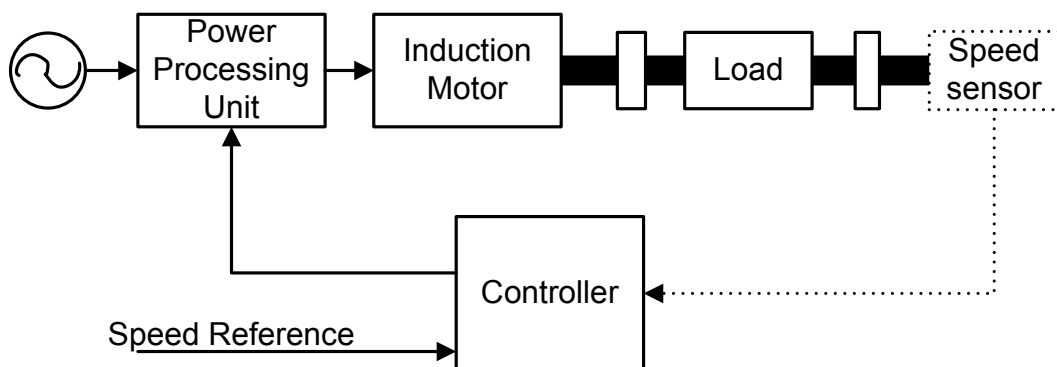 Power
Processing
Unit
Induction
Motor
Load
Speed
sensor
Controller
Speed Reference